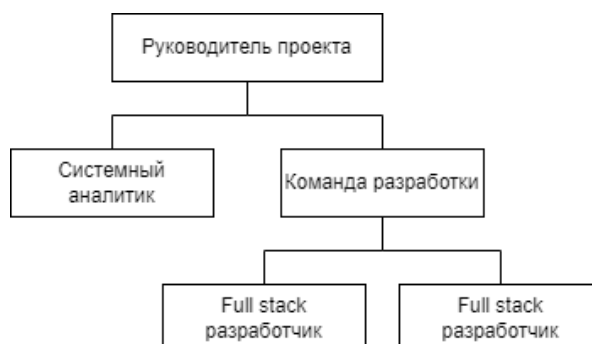 Руководитель проекта
Системный
аналитик
Команда разработки
Full stack
разработчик
Full stack
разработчик